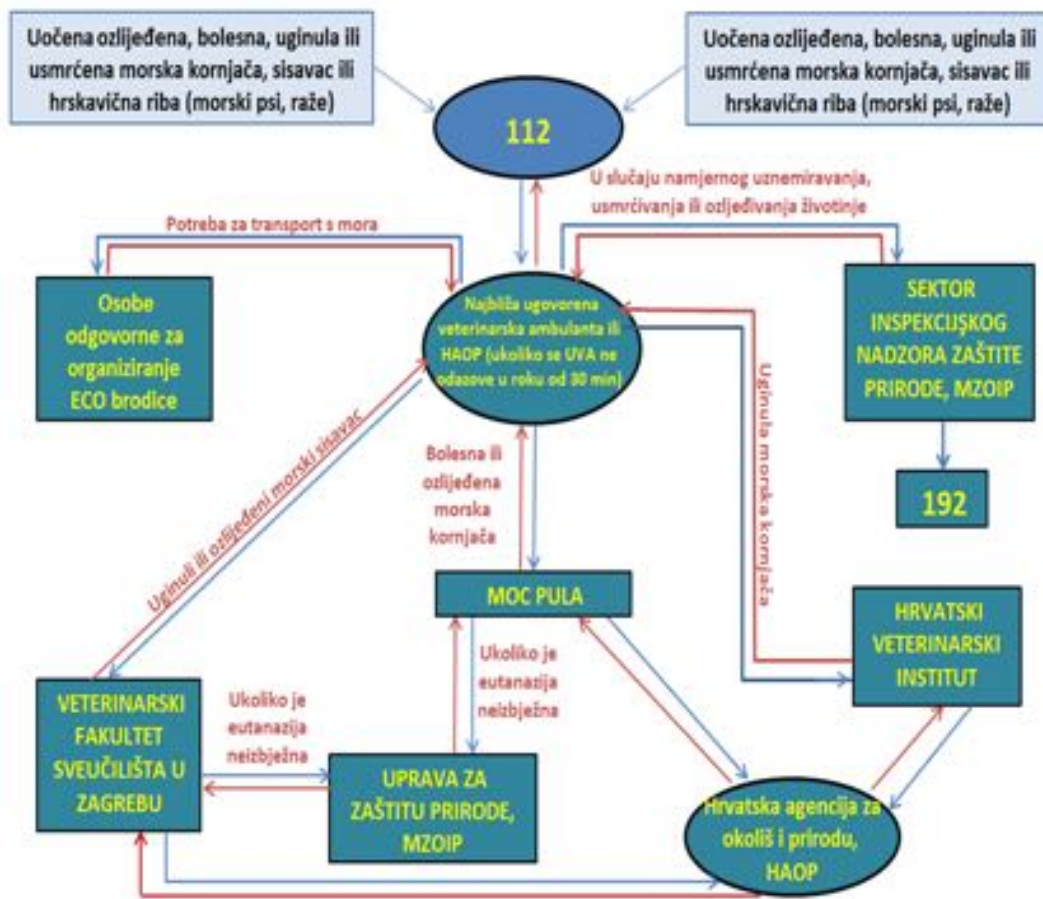 Uočena ozlijeđena, bolesna, uginula ili
usmrćena morska kornjača, sisavac ili
hrskavična riba (morski psi, raže)
Uočena ozlijeđena, bolesna, uginula ili
usmrćena morska kornjača, sisavac ili
hrskavična riba (morski psi, raže)
112
U slučaju namjernog uznemiravanja,
usmrćivanja ili ozljeđivanja životinje
Potreba za transport s mora
Osobe
odgovorne za
organiziranje
ECO brodice
Najbliža ugovorena
veterinarska ambulanta ili
HAOP (ukoliko se UVA ne
odazove u roku od 30 min)
SEKTOR
INSPEKCIJSKOG
NADZORA ZAŠTITE
PRIRODE, MZOIP
192
Uginuli ili ozlijeđeni morski sisavac
Bolesna ili
ozlijeđena
morska
kornjača
Uginula morska kornjača
MOC PULA
HRVATSKI
VETERINARSKI
INSTITUT
Ukoliko je
eutanazija
neizbježna
Ukoliko je
eutanazija
neizbježna
VETERINARSKI
FAKULTET
SVEUČILIŠTA U
ZAGREBU
UPRAVA ZA
ZAŠTITU PRIRODE,
MZOIP
Hrvatska agencija za
okoliš i prirodu,
HAOP